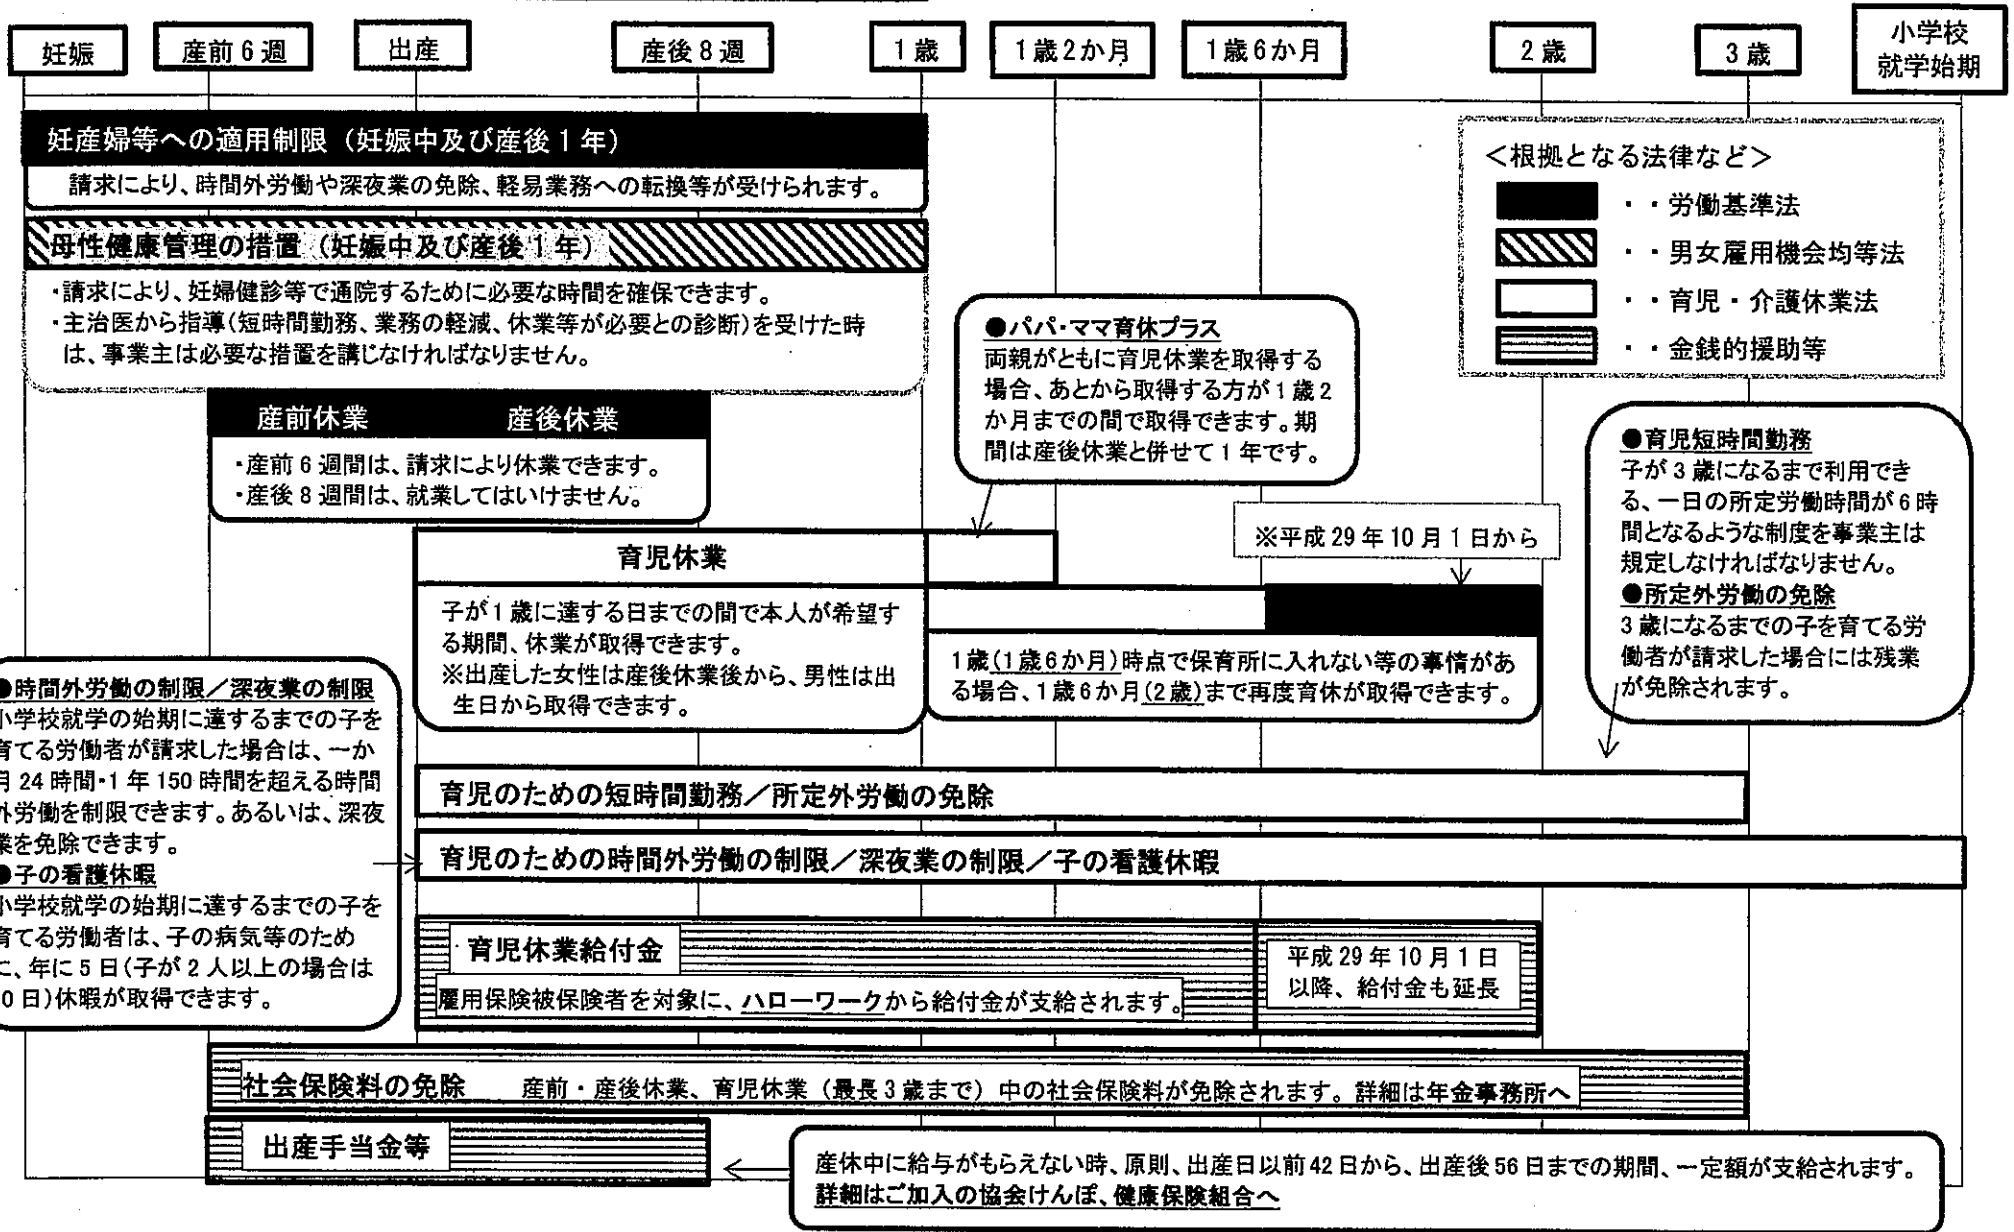 妊娠
産前6週
出産
産後8週
1歳
1歳2か月
1歳6か月
2歳
3歳
小学校
就学始期
妊産婦等への適用制限（妊娠中及び産後1年）
請求により、時間外労働や深夜業の免除、軽易業務への転換等が受けられます。
母性健康管理の措置（妊娠中及び産後1年）
・請求により、妊婦健診等で通院するために必要な時間を確保できます。
・主治医から指導(短時間勤務、業務の軽減、休業等が必要との診断)を受けた時
は、事業主は必要な措置を講じなければなりません。
＜根拠となる法律など＞
・・労働基準法
・・男女雇用機会均等法
・・育児・介護休業法
・・金銭的援助等
●パパ・ママ育休プラス
両親がともに育児休業を取得する
場合、あとから取得する方が1歳2
か月までの間で取得できます。期
間は産後休業と併せて1年です。
産前休業 産後休業
・産前6週間は、請求により休業できます。
・産後8週間は、就業してはいけません。
●育児短時間勤務
子が3歳になるまで利用でき
る、一日の所定労働時間が6時
間となるような制度を事業主は
規定しなければなりません。
●所定外労働の免除
3歳になるまでの子を育てる労
働者が請求した場合には残業
が免除されます。
※平成29年10月1日から
育児休業
子が1歳に達する日までの間で本人が希望す
る期間、休業が取得できます。
※出産した女性は産後休業後から、男性は出
生日から取得できます。
1歳(1歳6か月)時点で保育所に入れない等の事情があ
る場合、1歳6か月(2歳)まで再度育休が取得できます。
●時間外労働の制限／深夜業の制限
小学校就学の始期に達するまでの子を
育てる労働者が請求した場合は、一か
月24時間・1年150時間を超える時間
外労働を制限できます。あるいは、深夜
業を免除できます。
●子の看護休暇
小学校就学の始期に達するまでの子を
育てる労働者は、子の病気等のため
に、年に5日(子が2人以上の場合は
0日)休暇が取得できます。
育児のための短時間勤務／所定外労働の免除
育児のための時間外労働の制限／深夜業の制限／子の看護休暇
育児休業給付金
雇用保険被保険者を対象に、ハローワークから給付金が支給されます。
平成29年10月1日
以降、給付金も延長
社会保険料の免除 産前・産後休業、育児休業（最長3歳まで）中の社会保険料が免除されます。詳細は年金事務所へ
出産手当金等
産休中に給与がもらえない時、原則、出産日以前42日から、出産後56日までの期間、一定額が支給されます。
詳細はご加入の協会けんぽ、健康保険組合へ